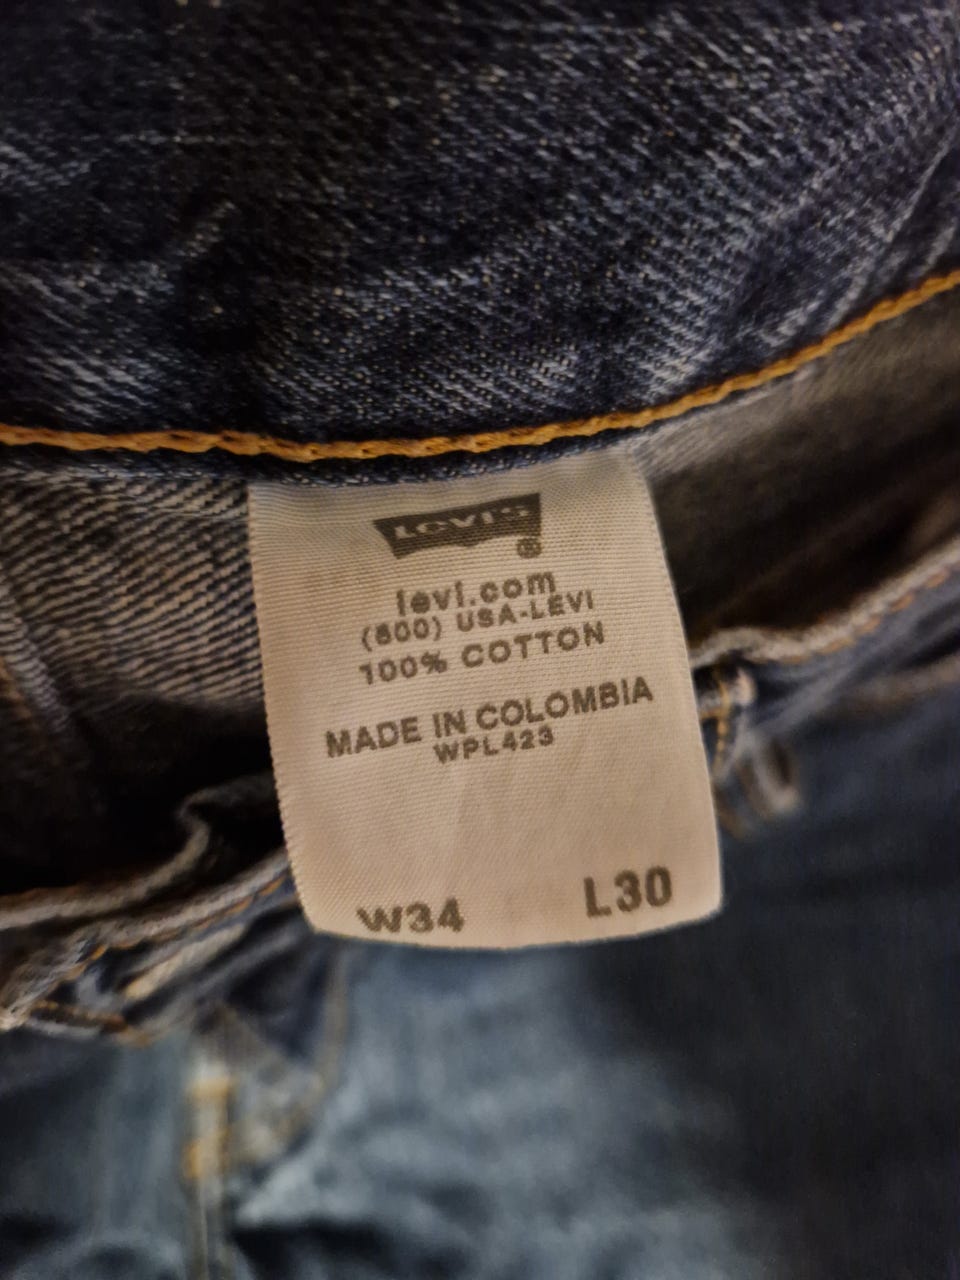 Levi's
®
levi.com
(800) USA-LEVI
100% COTTON
MADE IN COLOMBIA
WPL423
W34 L30